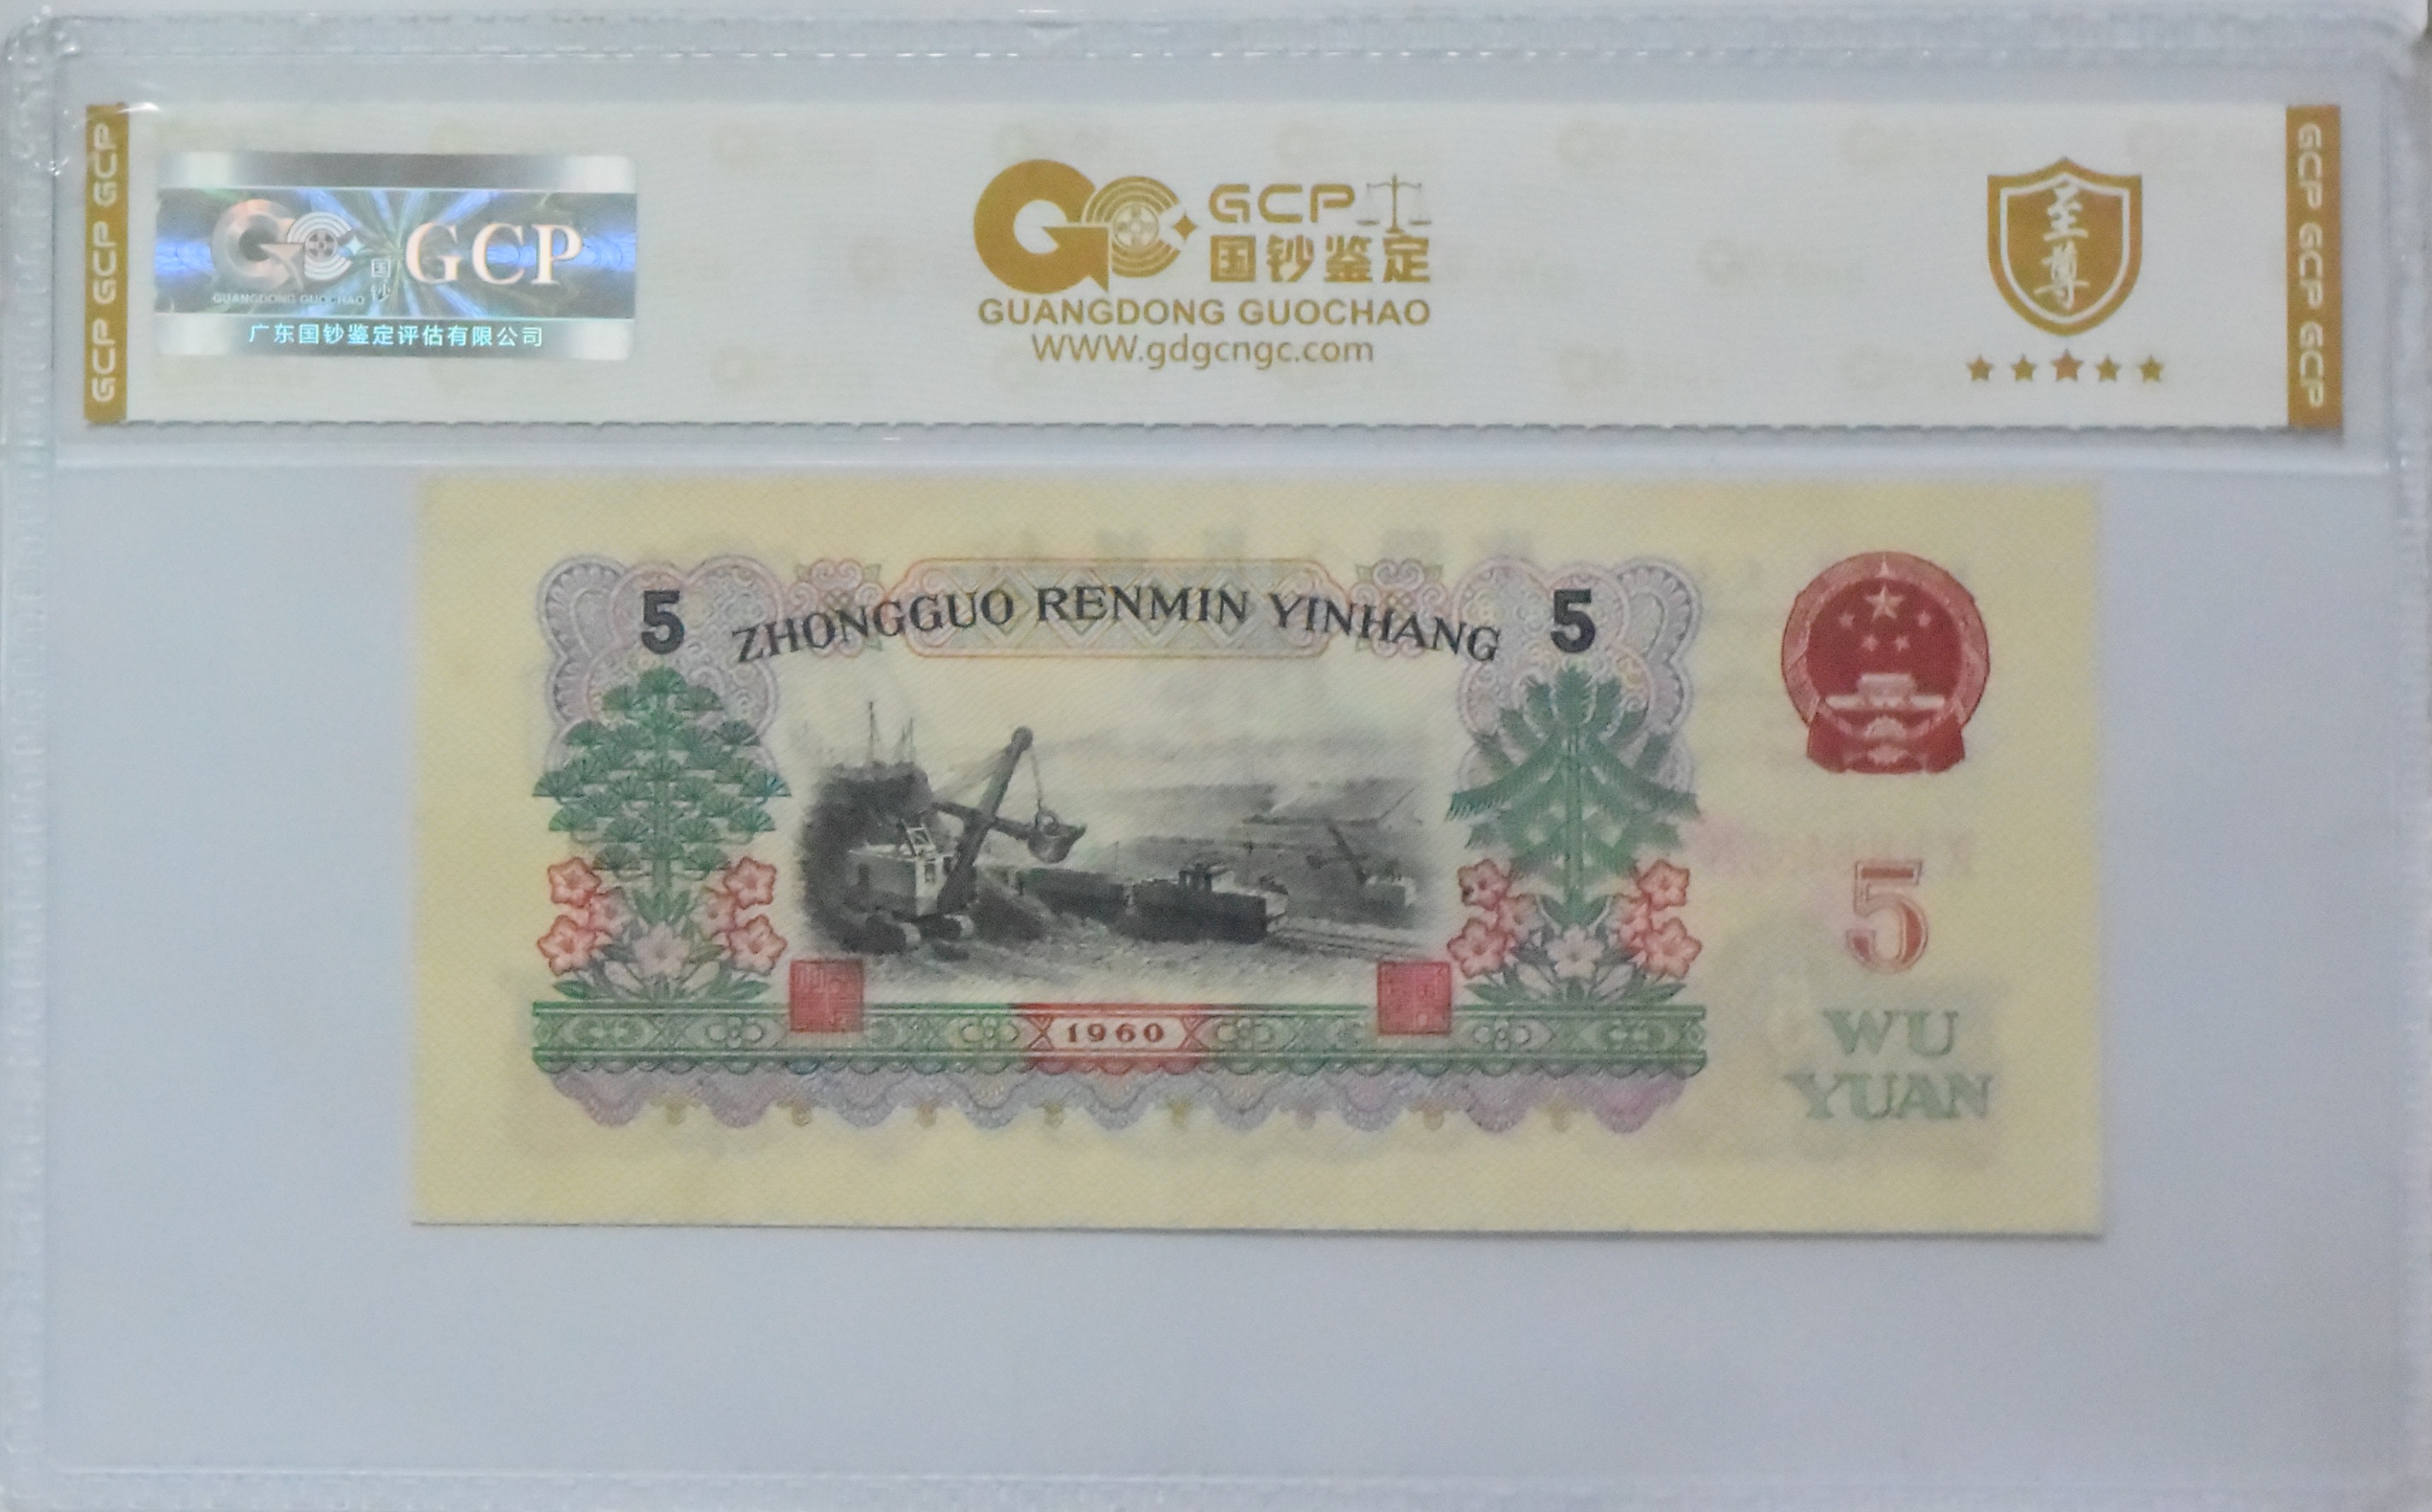 GCP GCP GCP
国钞
GCP
GUANGDONG GUOCHAO
广东国钞鉴定评估有限公司
GCP
国钞鉴定
GUANGDONG GUOCHAO
WWW.gdgcngc.com
至尊
GCP GCP GCP
5
ZHONGGUO RENMIN YINHANG
5
5
1960
WU
YUAN